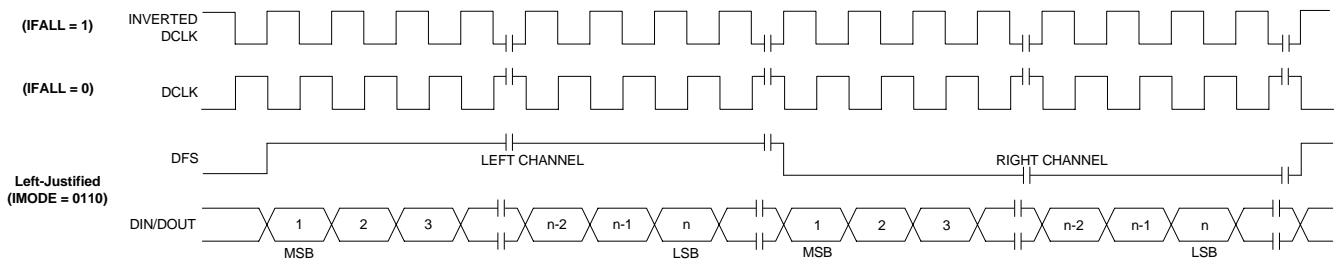 (IFALL = 1)
INVERTED
DCLK
(IFALL = 0)
DCLK
DFS
LEFT CHANNEL
RIGHT CHANNEL
Left-Justified
(IMODE = 0110)
DIN/DOUT
1 2 3 n-2 n-1 n 1 2 3 n-2 n-1 n
MSB LSB MSB LSB